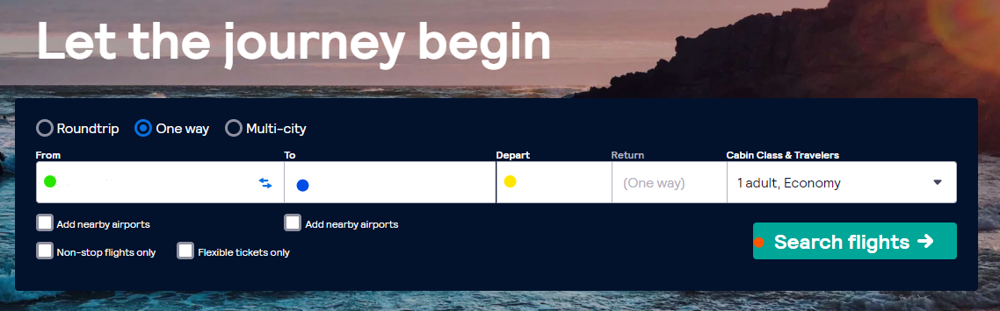 Let the journey begin
Roundtrip One way Multi-city
From To Depart Return Cabin Class & Travelers
(One way) 1 adult, Economy
Add nearby airports Add nearby airports
Non-stop flights only Flexible tickets only
Search flights